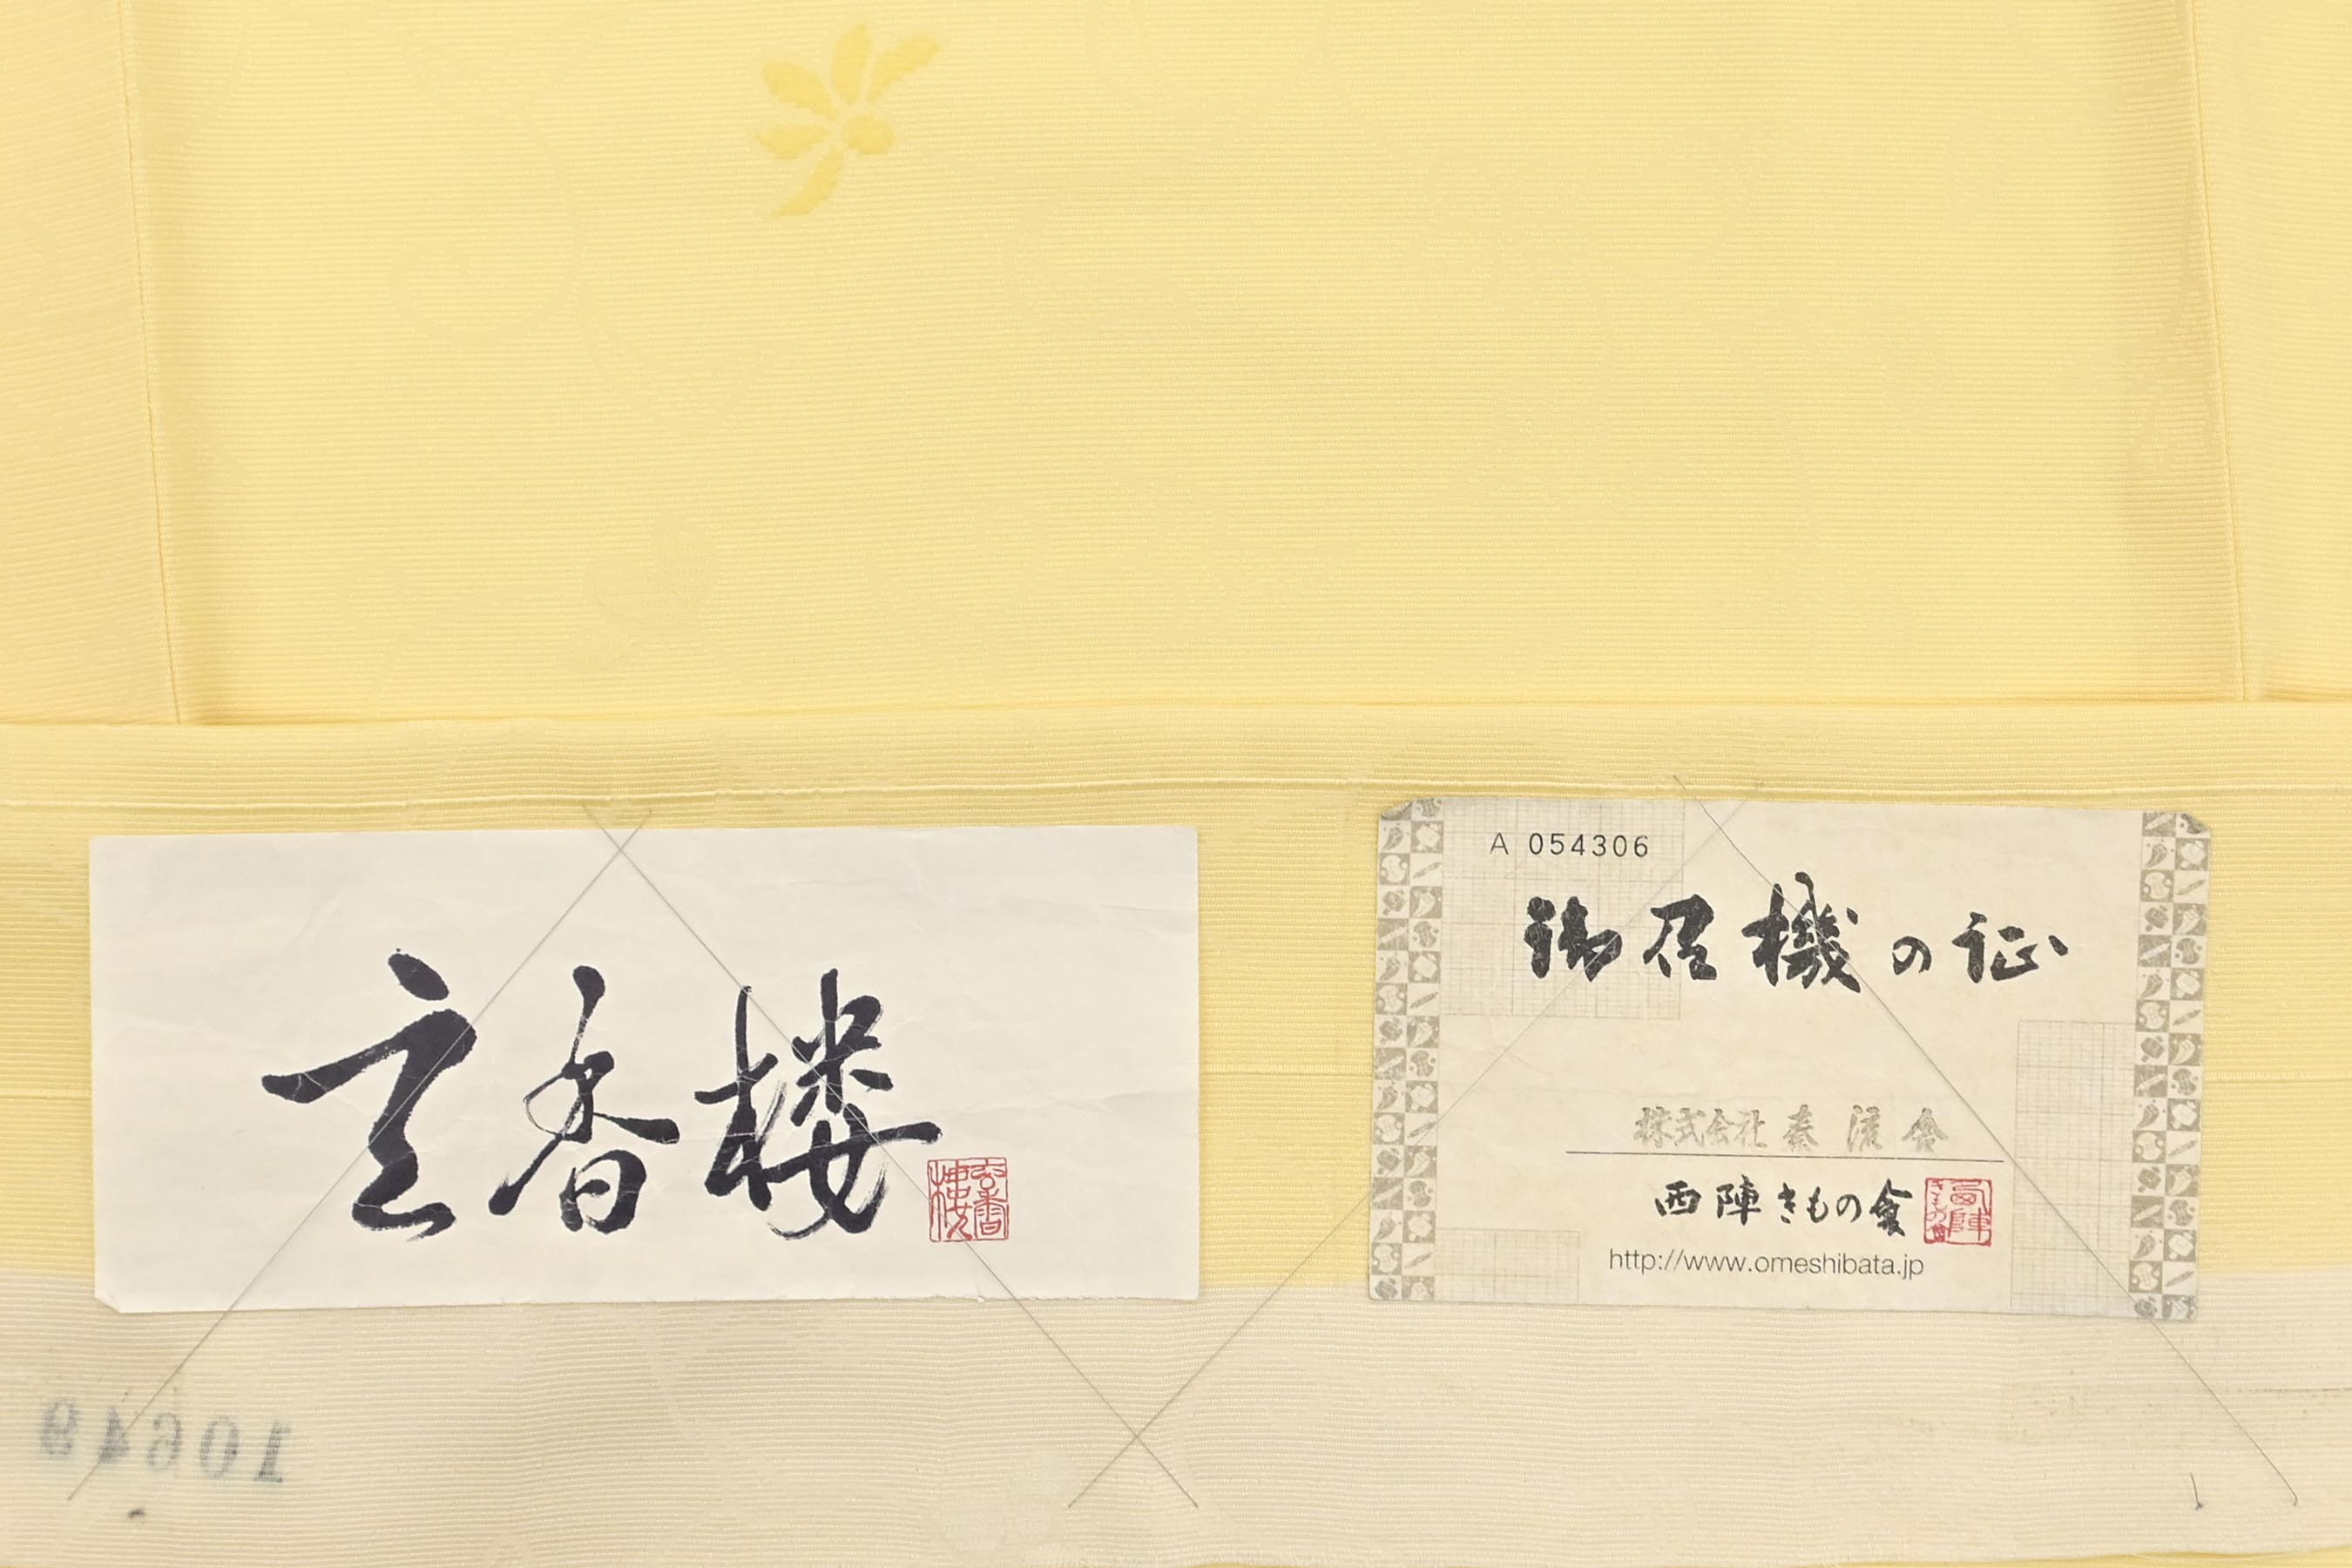 玄香楼
A 054306
御召機の証
株式会社秦流舎
西陣きもの會
http://www.omeshibata.jp
10649